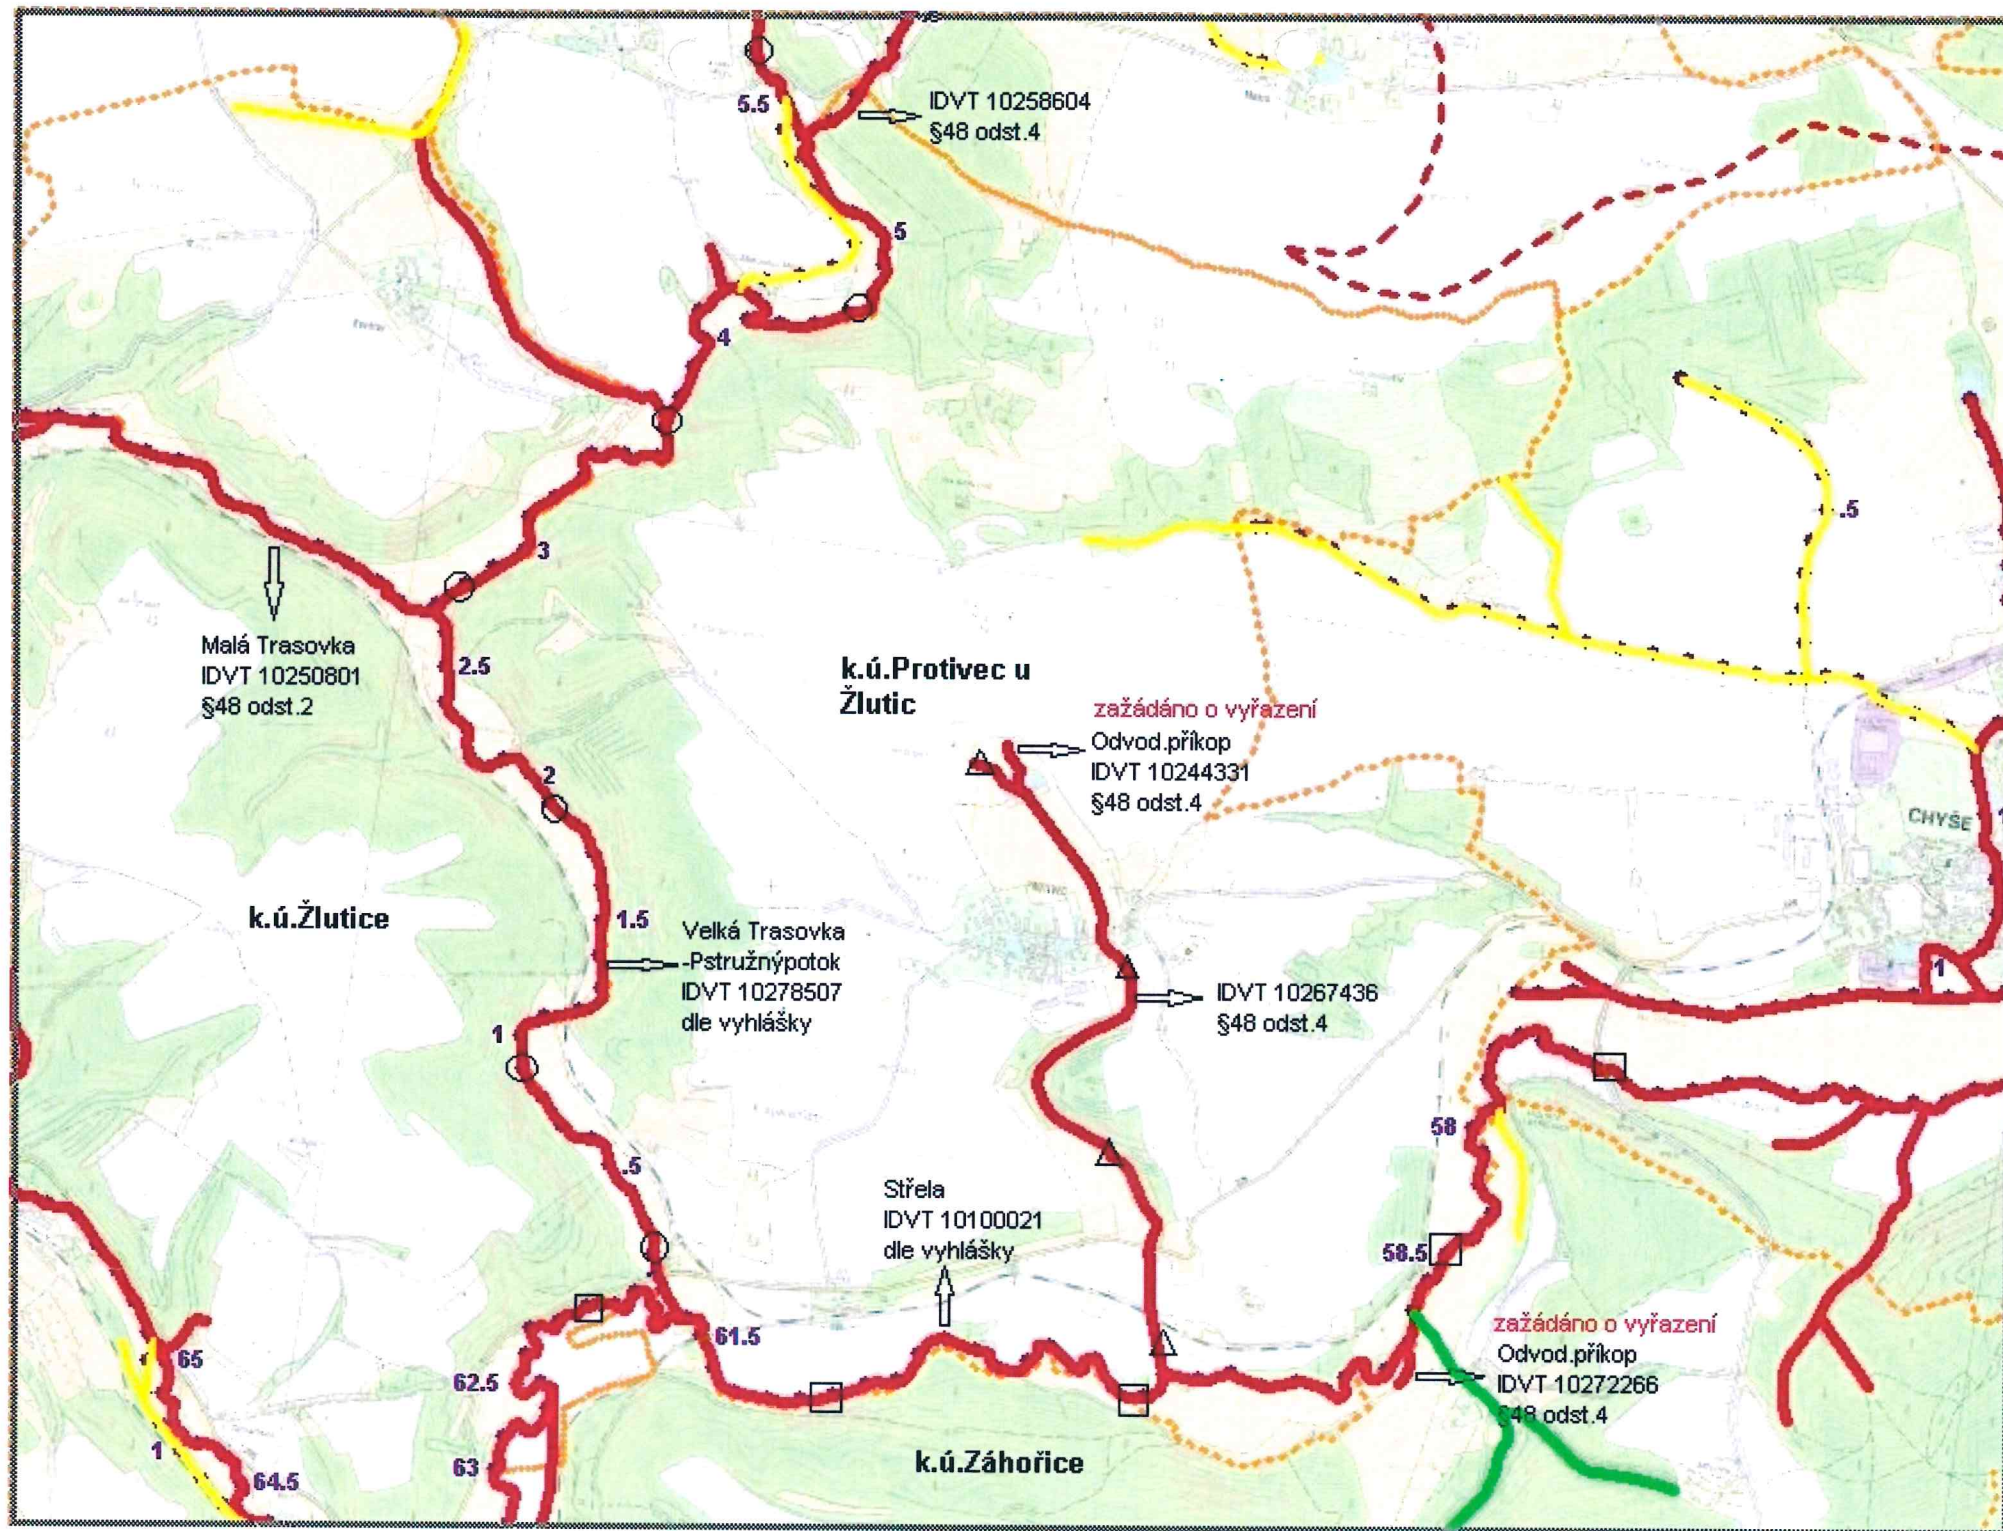 5.5
IDVT 10258604
§48 odst.4
5
4
3
.5
Malá Trasovka
IDVT 10250801
§48 odst.2
2.5
k.ú.Protivec u
Žlutic
zažádáno o vyřazení
Odvod.příkop
IDVT 10244331
§48 odst.4
2
CHYŠE
k.ú.Žlutice
1.5
Velká Trasovka
-Pstružnýpotok
IDVT 10278507
dle vyhlášky
1
IDVT 10267436
§48 odst.4
1
58
.5
Střela
IDVT 10100021
dle vyhlášky
58.5
61.5
zažádáno o vyřazení
Odvod.příkop
IDVT 10272266
§48 odst.4
65
62.5
1
63
64.5
k.ú.Záhořice